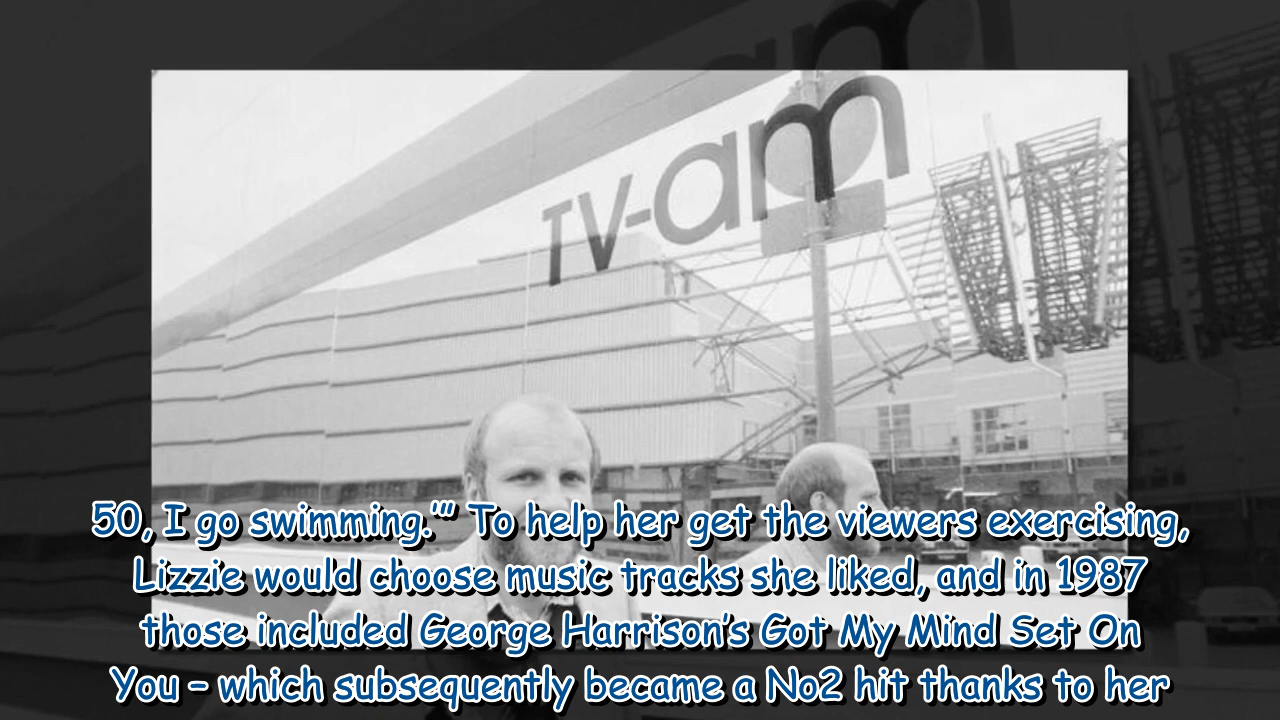 TV-am
50, I go swimming.’” To help her get the viewers exercising,
Lizzie would choose music tracks she liked, and in 1987
those included George Harrison’s Got My Mind Set On
You – which subsequently became a No2 hit thanks to her